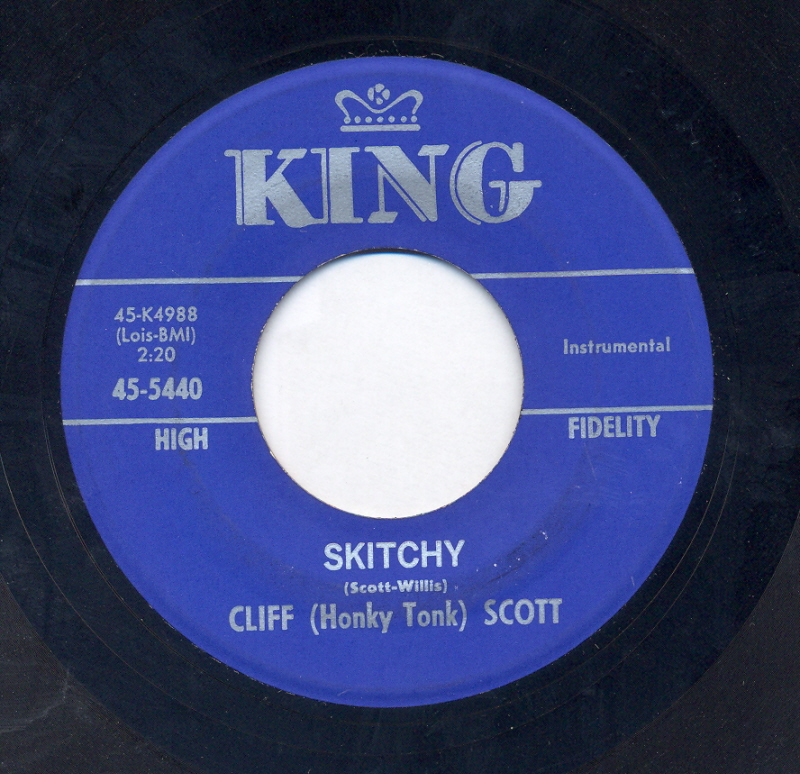 K
KING
45-K4988
(Lois-BMI)
2:20
45-5440
Instrumental
HIGH
FIDELITY
SKITCHY
(Scott-Willis)
CLIFF (Honky Tonk) SCOTT